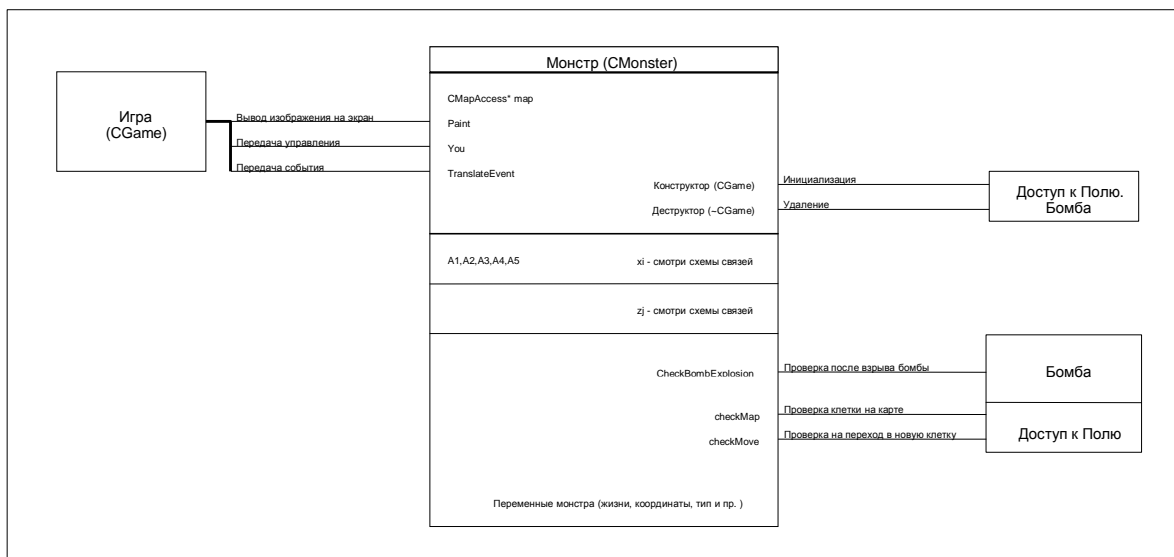 Монстр (CMonster)
Игра
(CGame)
CMapAccess* map
Вывод изображения на экран
Paint
Передача управления
You
Передача события
TranslateEvent
Конструктор (CGame)
Инициализация
Деструктор (~CGame)
Удаление
Доступ к Полю.
Бомба
A1,A2,A3,A4,A5
xi - смотри схемы связей
zj - смотри схемы связей
CheckBombExplosion
Проверка после взрыва бомбы
Бомба
checkMap
Проверка клетки на карте
checkMove
Проверка на переход в новую клетку
Доступ к Полю
Переменные монстра (жизни, координаты, тип и пр. )